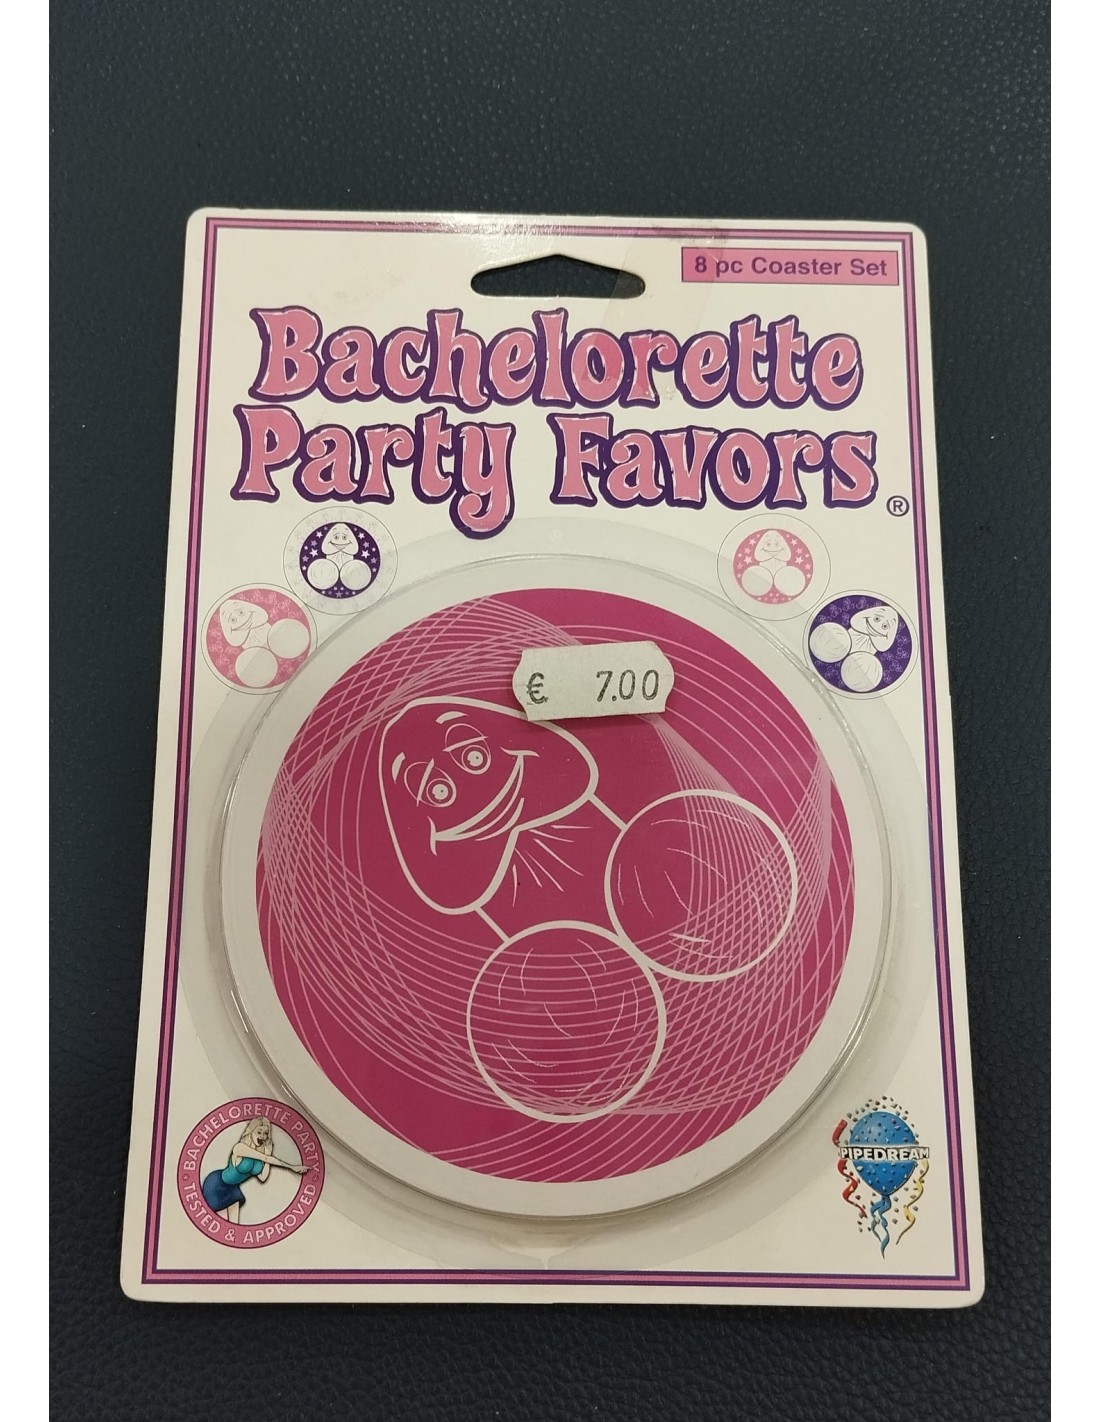 8 pc Coaster Set
Bachelorette
Party Favors®
€ 7.00
BACHELORETTE PARTY
TESTED & APPROVED
PIPEDREAM